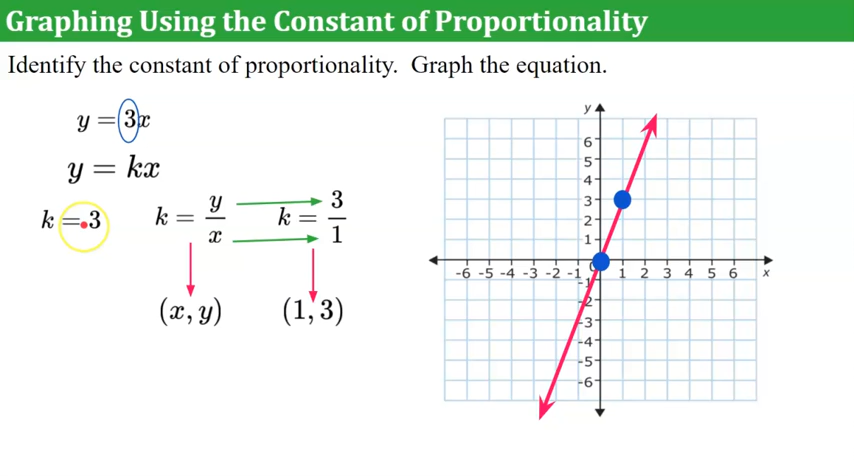 Graphing Using the Constant of Proportionality
Identify the constant of proportionality. Graph the equation.
y = 3x
y = kx
k = 3
k = y/x
k = 3/1
(x, y)
(1, 3)
y
6
5
4
3
2
1
-6 -5 -4 -3 -2 -1 0 1 2 3 4 5 6 x
-1
-2
-3
-4
-5
-6